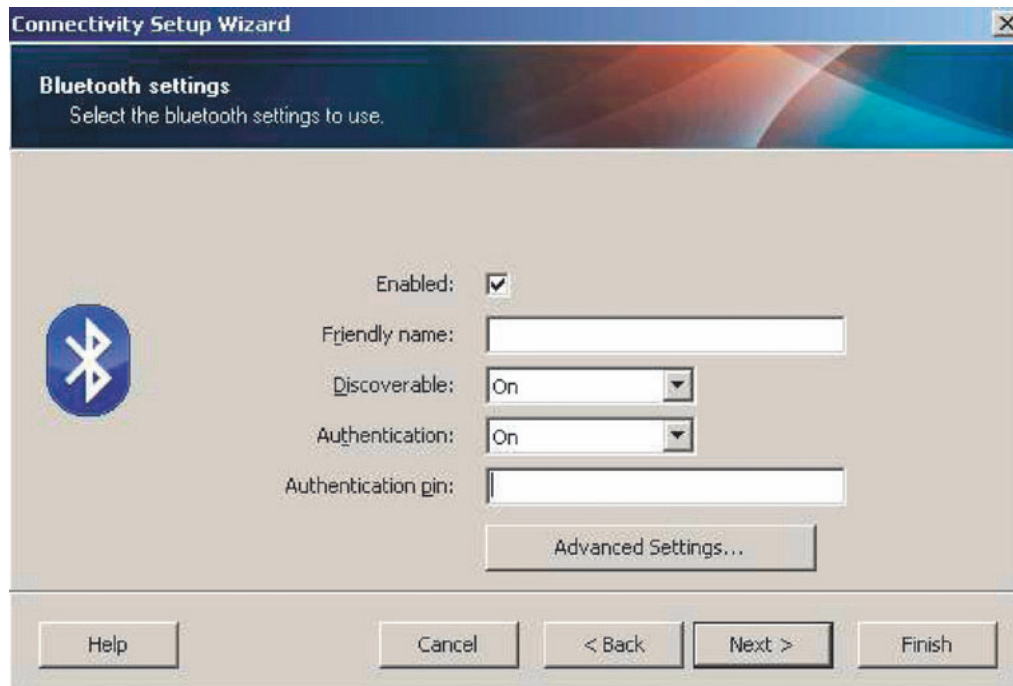 Connectivity Setup Wizard
Bluetooth settings
Select the bluetooth settings to use.
Enabled:
Friendly name:
Discoverable: On
Authentication: On
Authentication pin:
Advanced Settings...
Help Cancel < Back Next > Finish